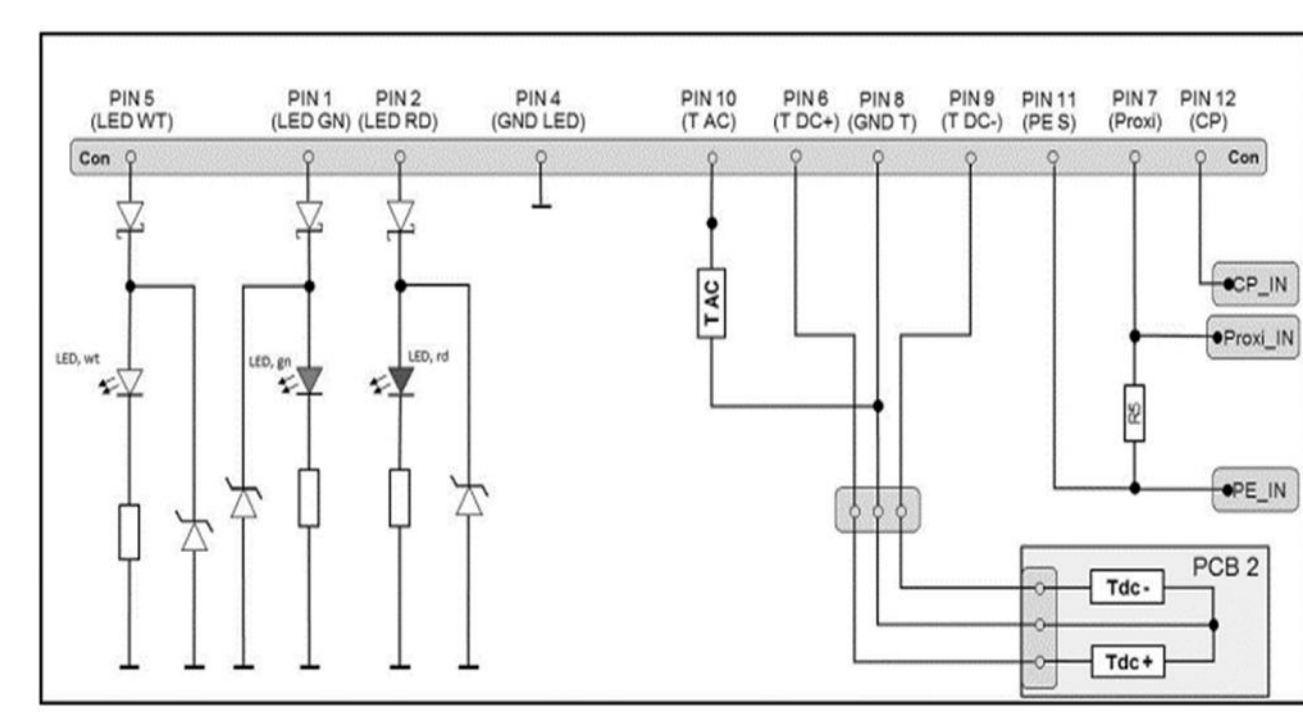 PIN 5
(LED WT)
PIN 1
(LED GN)
PIN 2
(LED RD)
PIN 4
(GND LED)
PIN 10
(T AC)
PIN 6
(T DC+)
PIN 8
(GND T)
PIN 9
(T DC-)
PIN 11
(PE S)
PIN 7
(Proxi)
PIN 12
(CP)
Con
Con
CP_IN
T AC
Proxi_IN
LED, wt
LED, gn
LED, rd
RS
PE_IN
PCB 2
Tdc -
Tdc +